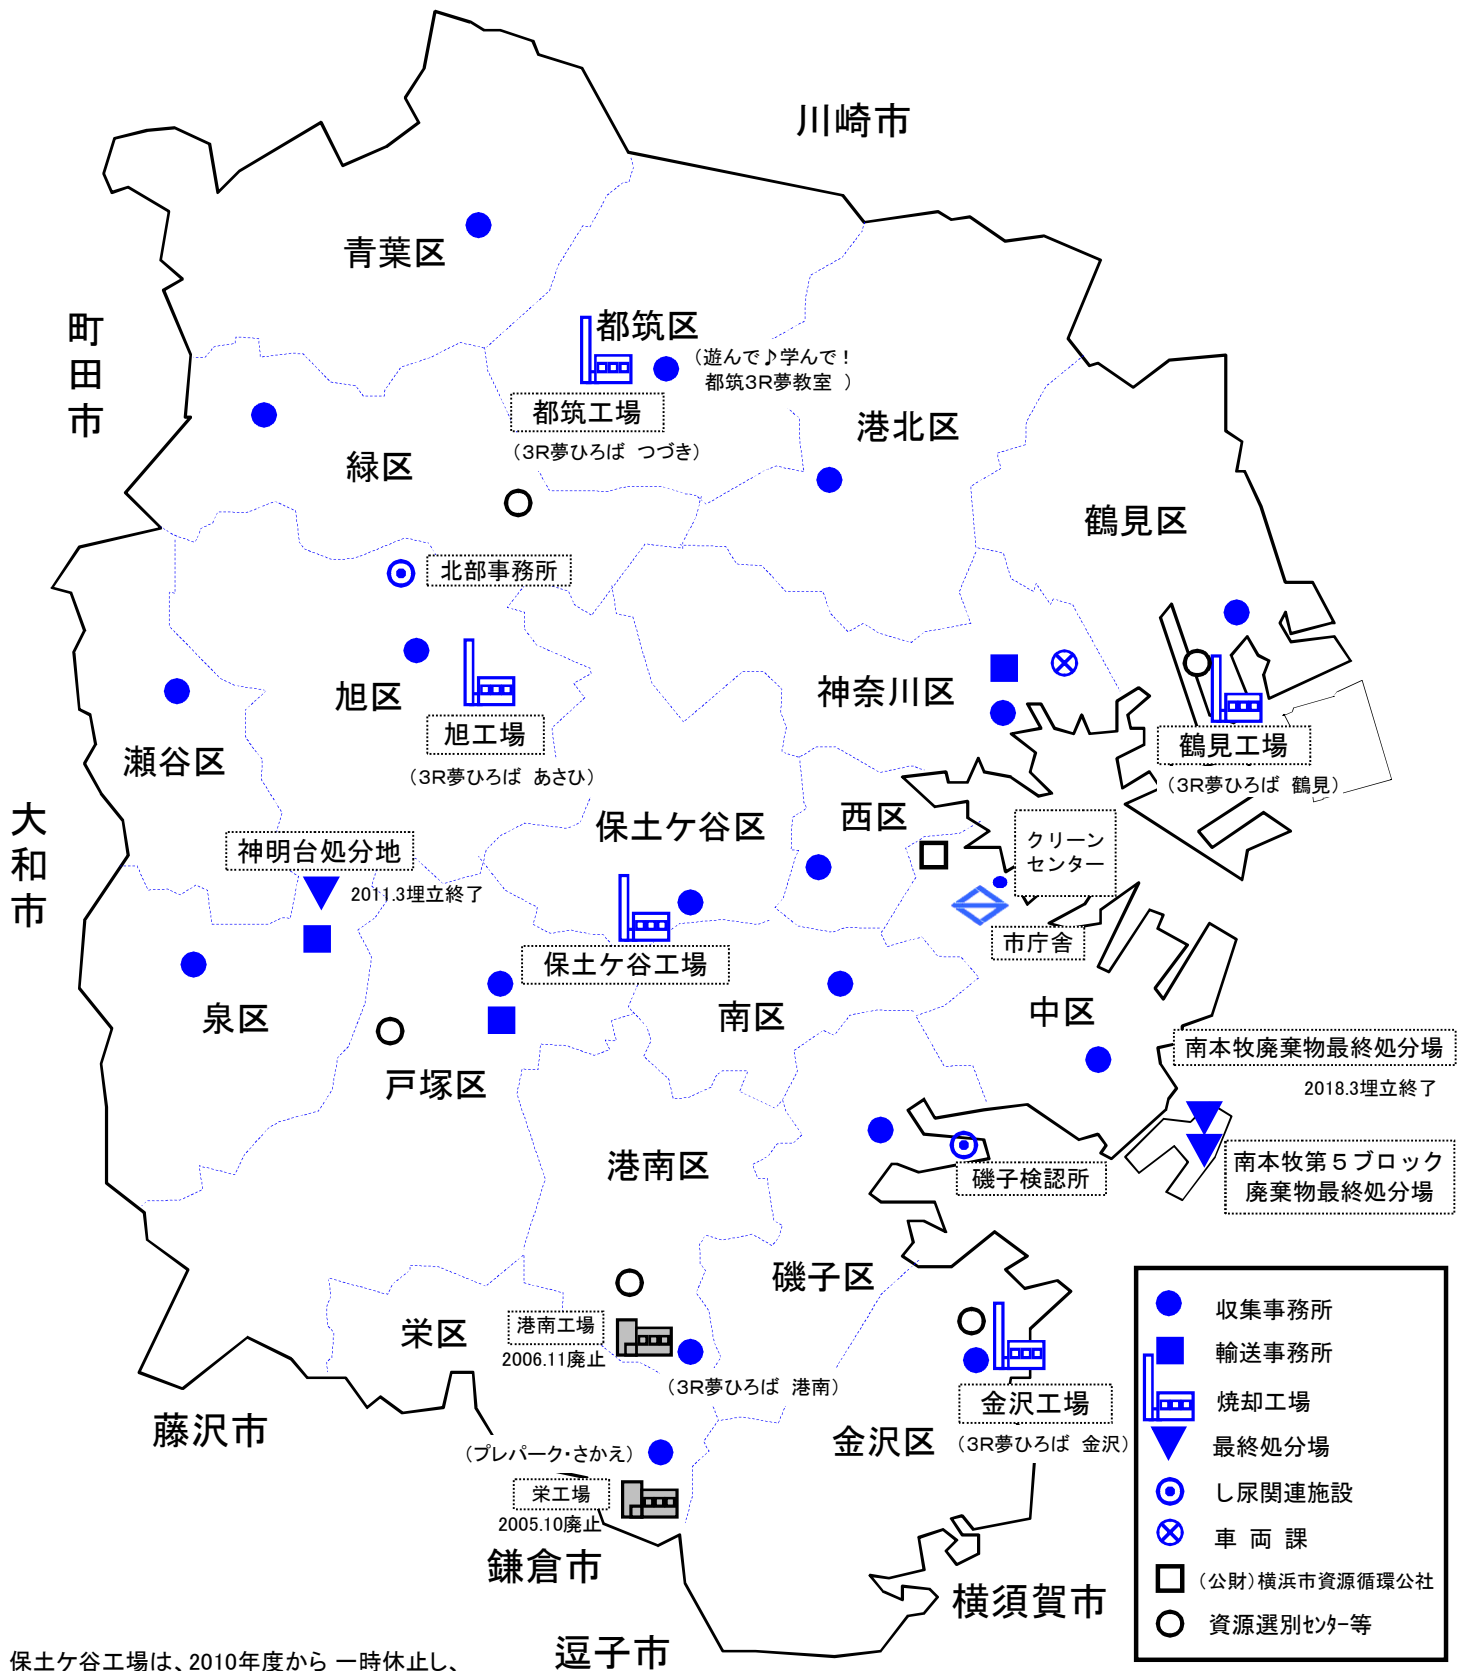 川崎市
青葉区
町田市
都筑区
(遊んで♪学んで！
都筑3R夢教室 )
都筑工場
(3R夢ひろば つづき)
港北区
緑区
鶴見区
北部事務所
神奈川区
旭区
旭工場
(3R夢ひろば あさひ)
鶴見工場
(3R夢ひろば 鶴見)
瀬谷区
大和市
保土ケ谷区
西区
クリーン
センター
神明台処分地
2011.3埋立終了
市庁舎
保土ケ谷工場
泉区
南区
中区
南本牧廃棄物最終処分場
2018.3埋立終了
戸塚区
南本牧第５ブロック
廃棄物最終処分場
港南区
磯子検認所
磯子区
栄区
港南工場
2006.11廃止
(3R夢ひろば 港南)
金沢工場
(3R夢ひろば 金沢)
金沢区
藤沢市
(プレパーク・さかえ)
栄工場
2005.10廃止
鎌倉市
横須賀市
逗子市
収集事務所
輸送事務所
焼却工場
最終処分場
し尿関連施設
車 両 課
(公財)横浜市資源循環公社
資源選別ｾﾝﾀｰ等
保土ケ谷工場は、2010年度から 一時休止し、